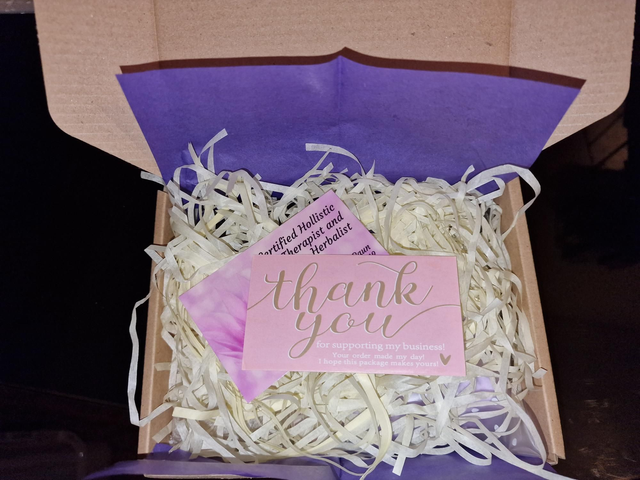 Certified Hollistic
Therapist and
Herbalist
thank
you
for supporting my business!
Your order made my day!
I hope this package makes yours!